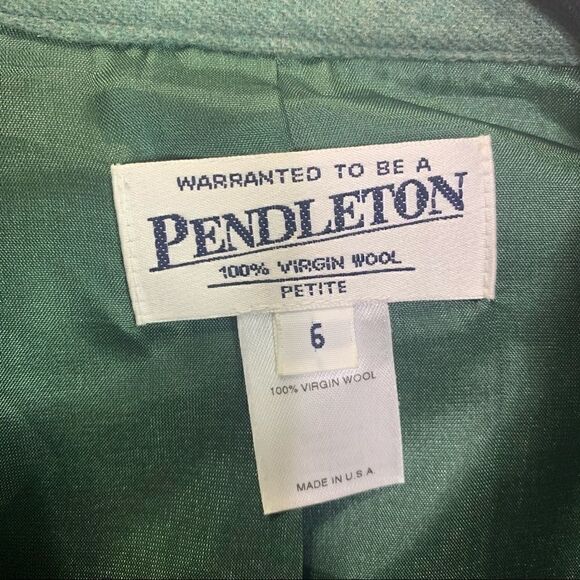 WARRANTED TO BE A
PENDLETON
100% VIRGIN WOOL
PETITE
6
100% VIRGIN WOOL
MADE IN U.S.A.